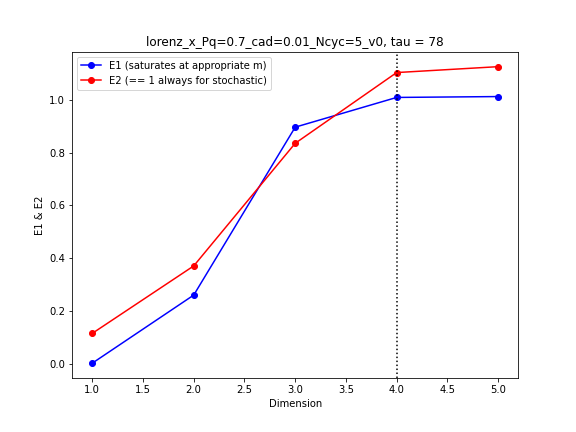 lorenz_x_Pq=0.7_cad=0.01_Ncyc=5_v0, tau = 78
E1 (saturates at appropriate m)
E2 (== 1 always for stochastic)
1.0
0.8
0.6
0.4
0.2
0.0
E1 & E2
1.0 1.5 2.0 2.5 3.0 3.5 4.0 4.5 5.0
Dimension